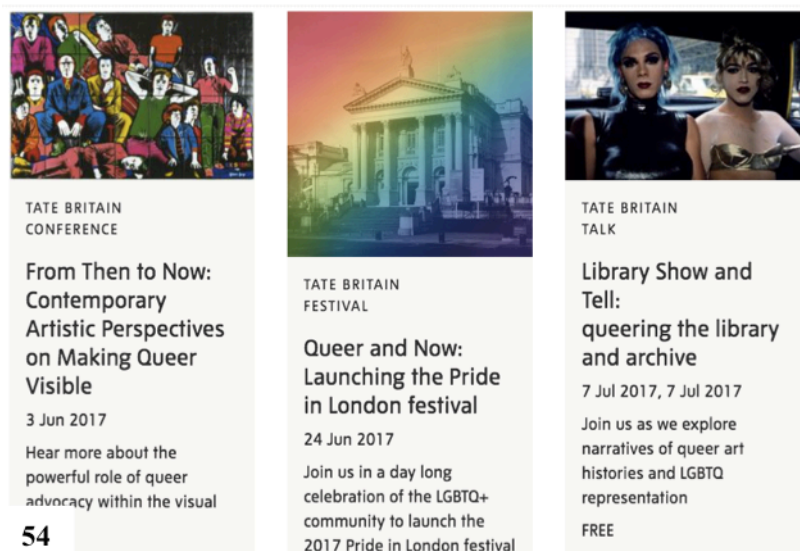 TATE BRITAIN
CONFERENCE
From Then to Now:
Contemporary
Artistic Perspectives
on Making Queer
Visible
3 Jun 2017
Hear more about the
powerful role of queer
advocacy within the visual
54
TATE BRITAIN
FESTIVAL
Queer and Now:
Launching the Pride
in London festival
24 Jun 2017
Join us in a day long
celebration of the LGBTQ+
community to launch the
2017 Pride in London festival
TATE BRITAIN
TALK
Library Show and
Tell:
queering the library
and archive
7 Jul 2017, 7 Jul 2017
Join us as we explore
narratives of queer art
histories and LGBTQ
representation
FREE